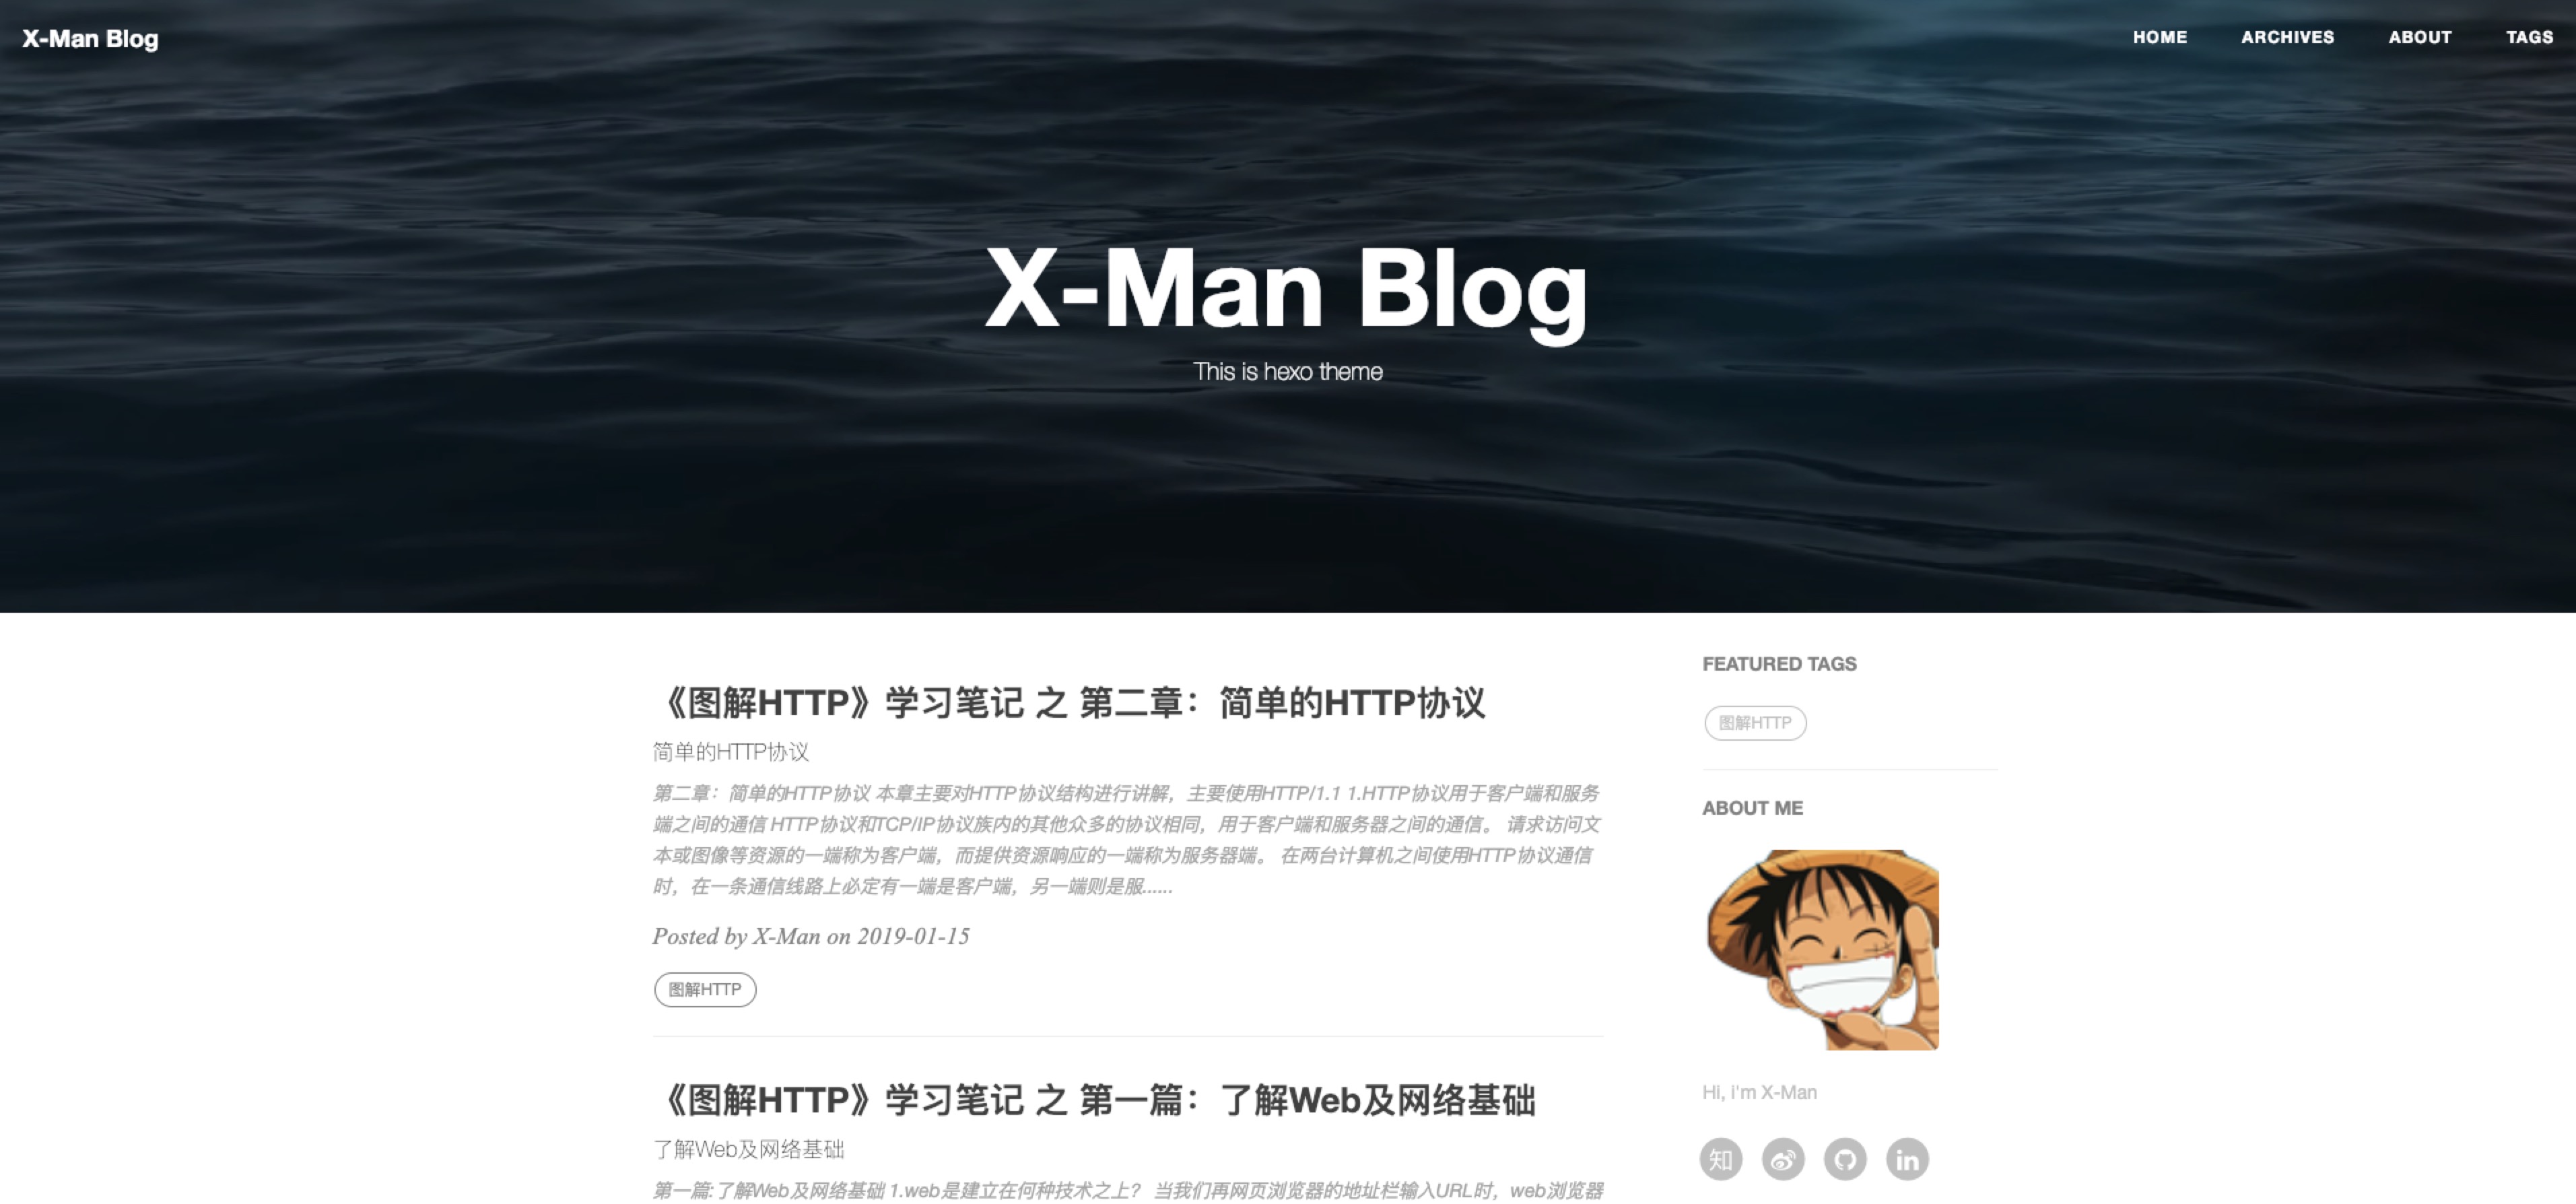 X-Man Blog
HOME ARCHIVES ABOUT TAGS
X-Man Blog
This is hexo theme
《图解HTTP》学习笔记 之 第二章：简单的HTTP协议
简单的HTTP协议
第二章：简单的HTTP协议 本章主要对HTTP协议结构进行讲解，主要使用HTTP/1.1 1.HTTP协议用于客户端和服务
端之间的通信 HTTP协议和TCP/IP协议族内的其他众多的协议相同，用于客户端和服务器之间的通信。 请求访问文
本或图像等资源的一端称为客户端，而提供资源响应的一端称为服务器端。 在两台计算机之间使用HTTP协议通信
时，在一条通信线路上必定有一端是客户端，另一端则是服......
Posted by X-Man on 2019-01-15
图解HTTP
《图解HTTP》学习笔记 之 第一篇：了解Web及网络基础
了解Web及网络基础
第一篇:了解Web及网络基础 1.web是建立在何种技术之上？ 当我们再网页浏览器的地址栏输入URL时，web浏览器
FEATURED TAGS
图解HTTP
ABOUT ME
Hi, i'm X-Man
知
in